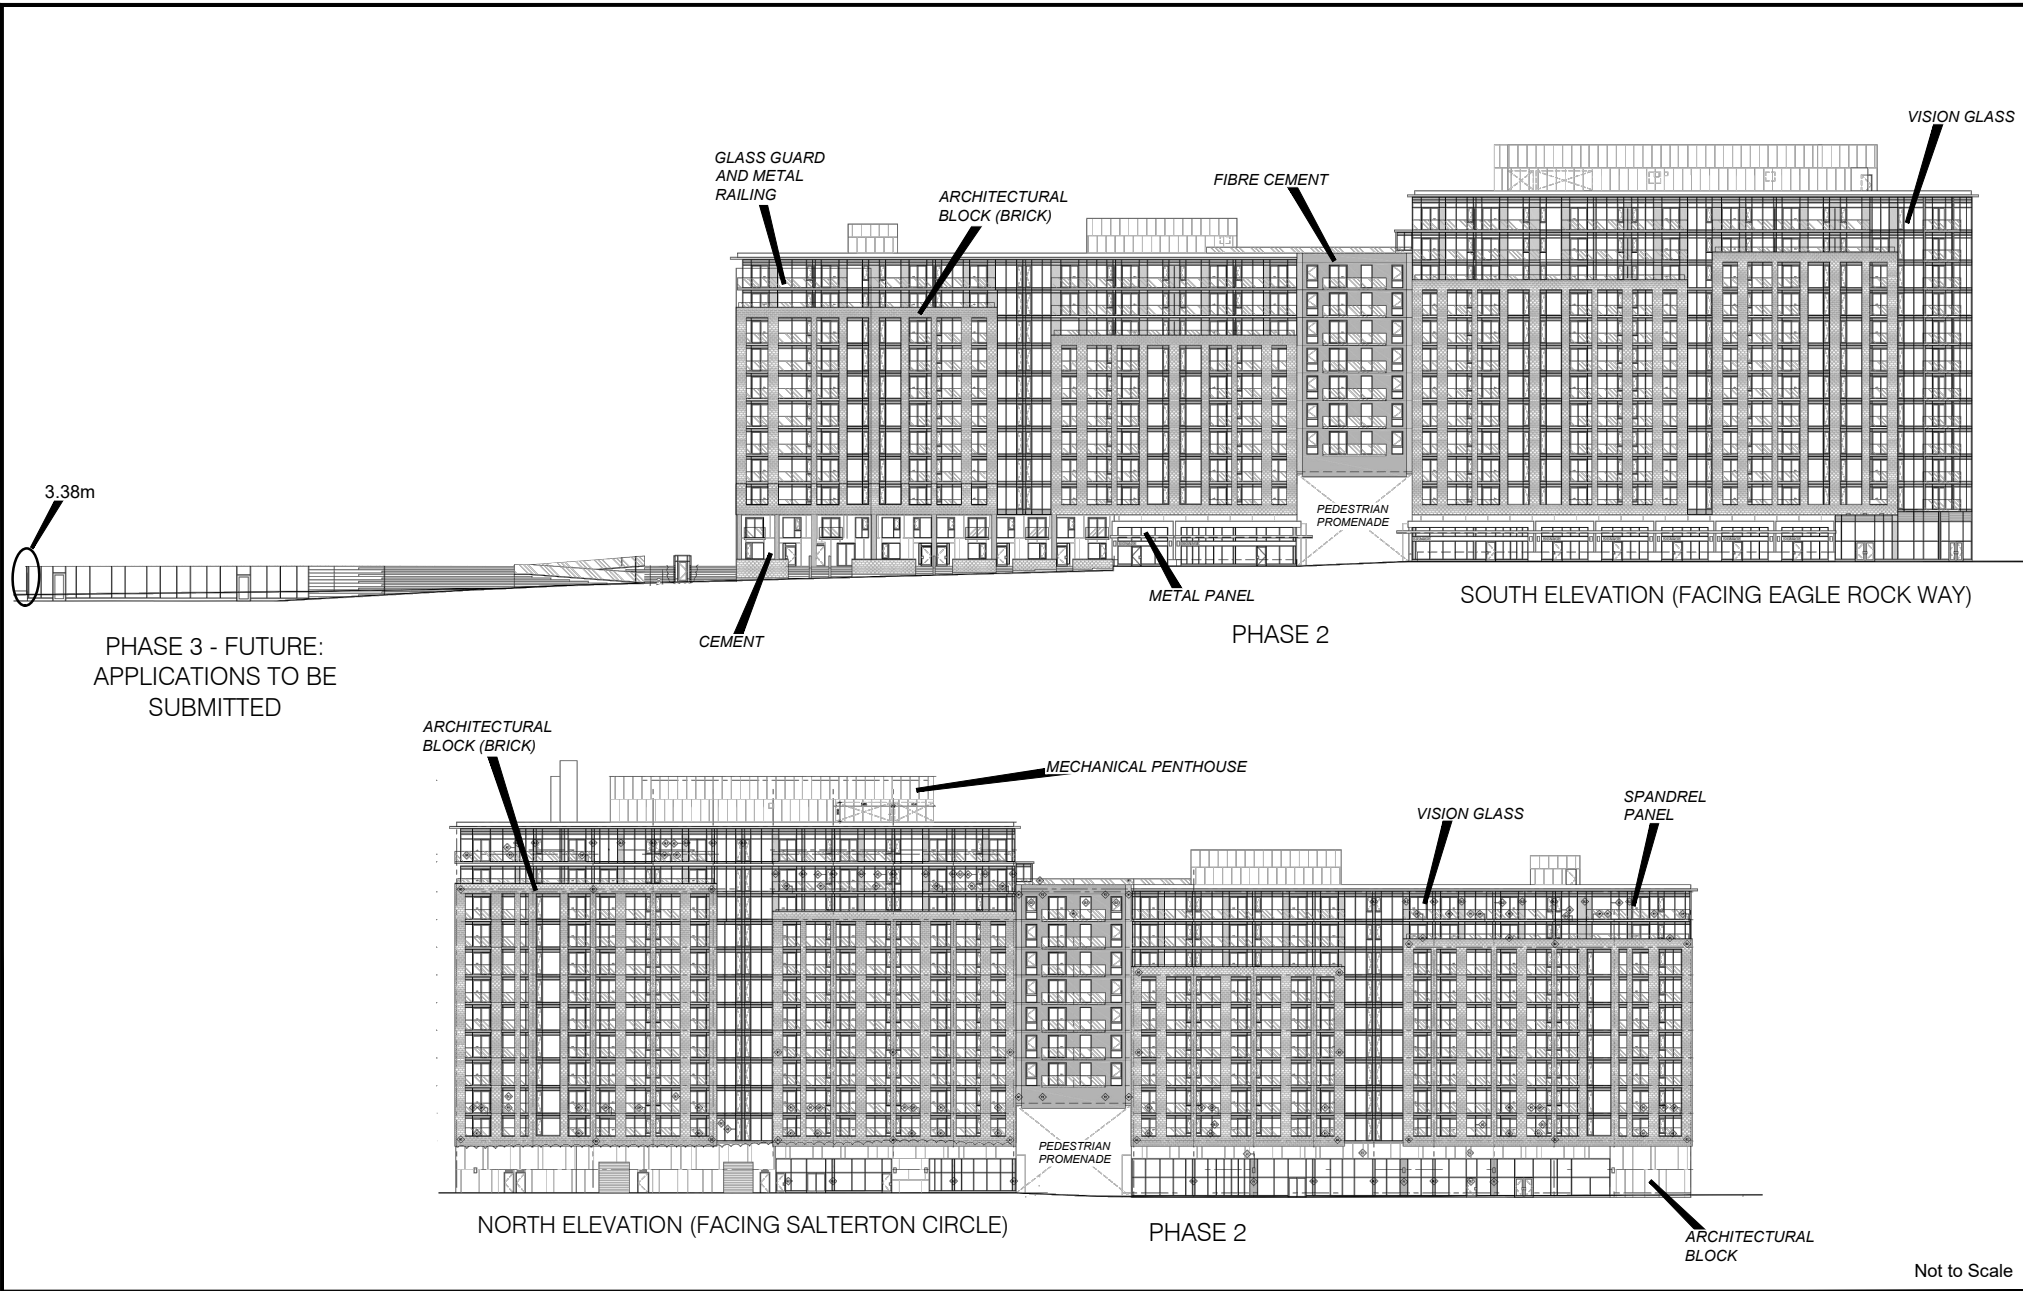 VISION GLASS
GLASS GUARD
AND METAL
RAILING
FIBRE CEMENT
ARCHITECTURAL
BLOCK (BRICK)
3.38m
PEDESTRIAN
PROMENADE
METAL PANEL
SOUTH ELEVATION (FACING EAGLE ROCK WAY)
CEMENT
PHASE 2
PHASE 3 - FUTURE:
APPLICATIONS TO BE
SUBMITTED
ARCHITECTURAL
BLOCK (BRICK)
MECHANICAL PENTHOUSE
VISION GLASS
SPANDREL
PANEL
PEDESTRIAN
PROMENADE
NORTH ELEVATION (FACING SALTERTON CIRCLE)
PHASE 2
ARCHITECTURAL
BLOCK
Not to Scale